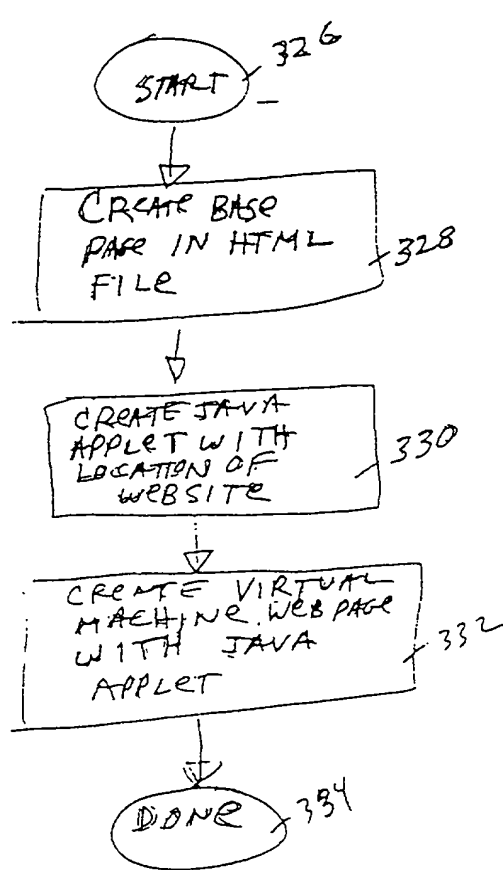 326
START
CREATE BASE
PAGE IN HTML
FILE
328
CREATE JAVA
APPLET WITH
LOCATION OF
WEBSITE
330
CREATE VIRTUAL
MACHINE WEB PAGE
WITH JAVA
APPLET
332
DONE
334